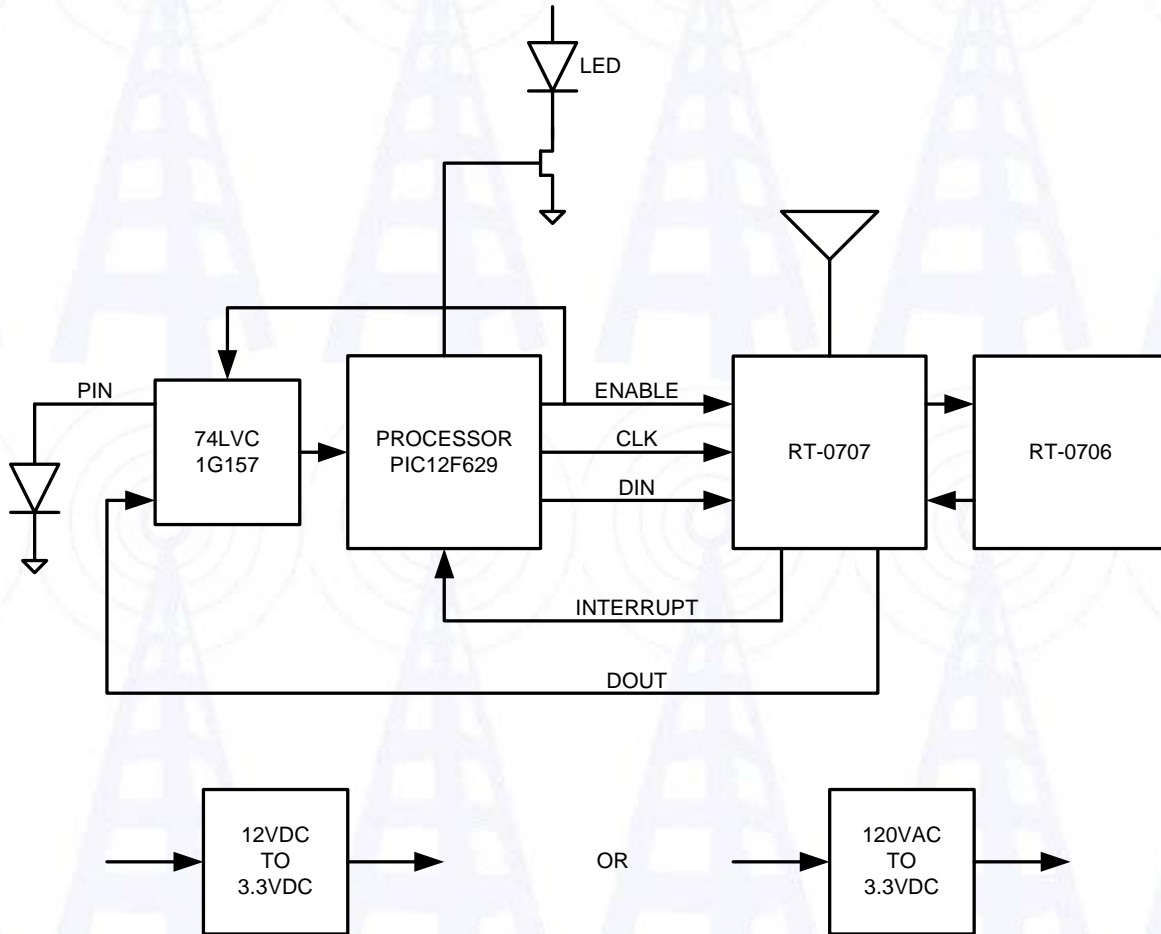 LED
PIN
74LVC
1G157
PROCESSOR
PIC12F629
ENABLE
CLK
DIN
RT-0707
RT-0706
INTERRUPT
DOUT
12VDC
TO
3.3VDC
OR
120VAC
TO
3.3VDC